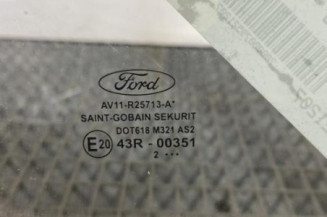 Ford
AV11-R25713-A*
SAINT-GOBAIN SEKURIT
DOT618 M321 AS2
E20 43R - 00351
2 •••